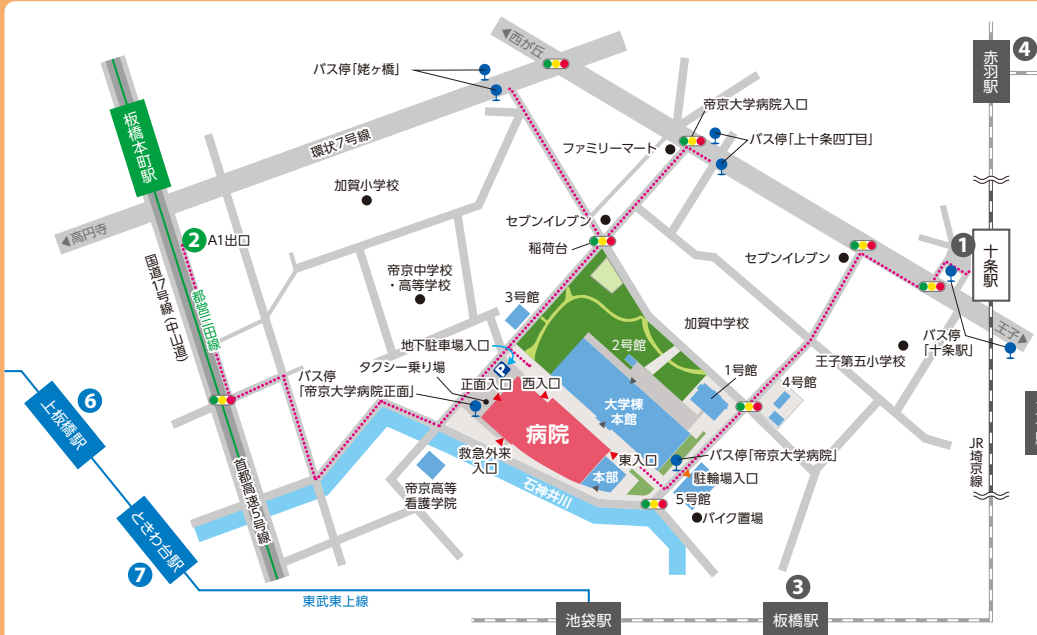 西が丘
バス停「姥ヶ橋」
赤羽駅
4
帝京大学病院入口
板橋本町駅
環状7号線
ファミリーマート
バス停「上十条四丁目」
加賀小学校
高円寺
セブンイレブン
2
A1出口
稲荷台
セブンイレブン
1
十条駅
国道17号線(中山道)
都営三田線
帝京中学校
・高等学校
3号館
加賀中学校
王子
バス停
「十条駅」
地下駐車場入口
2号館
王子第五小学校
タクシー乗り場
P
1号館
4号館
バス停
「帝京大学病院正面」
正面入口
西入口
大学棟
本館
6
上板橋駅
病院
救急外来
入口
東入口
バス停「帝京大学病院」
JR埼京線
首都高速5号線
帝京高等
看護学院
本部
駐輪場入口
石神井川
5号館
バイク置場
ときわ台駅
7
3
東武東上線
池袋駅
板橋駅